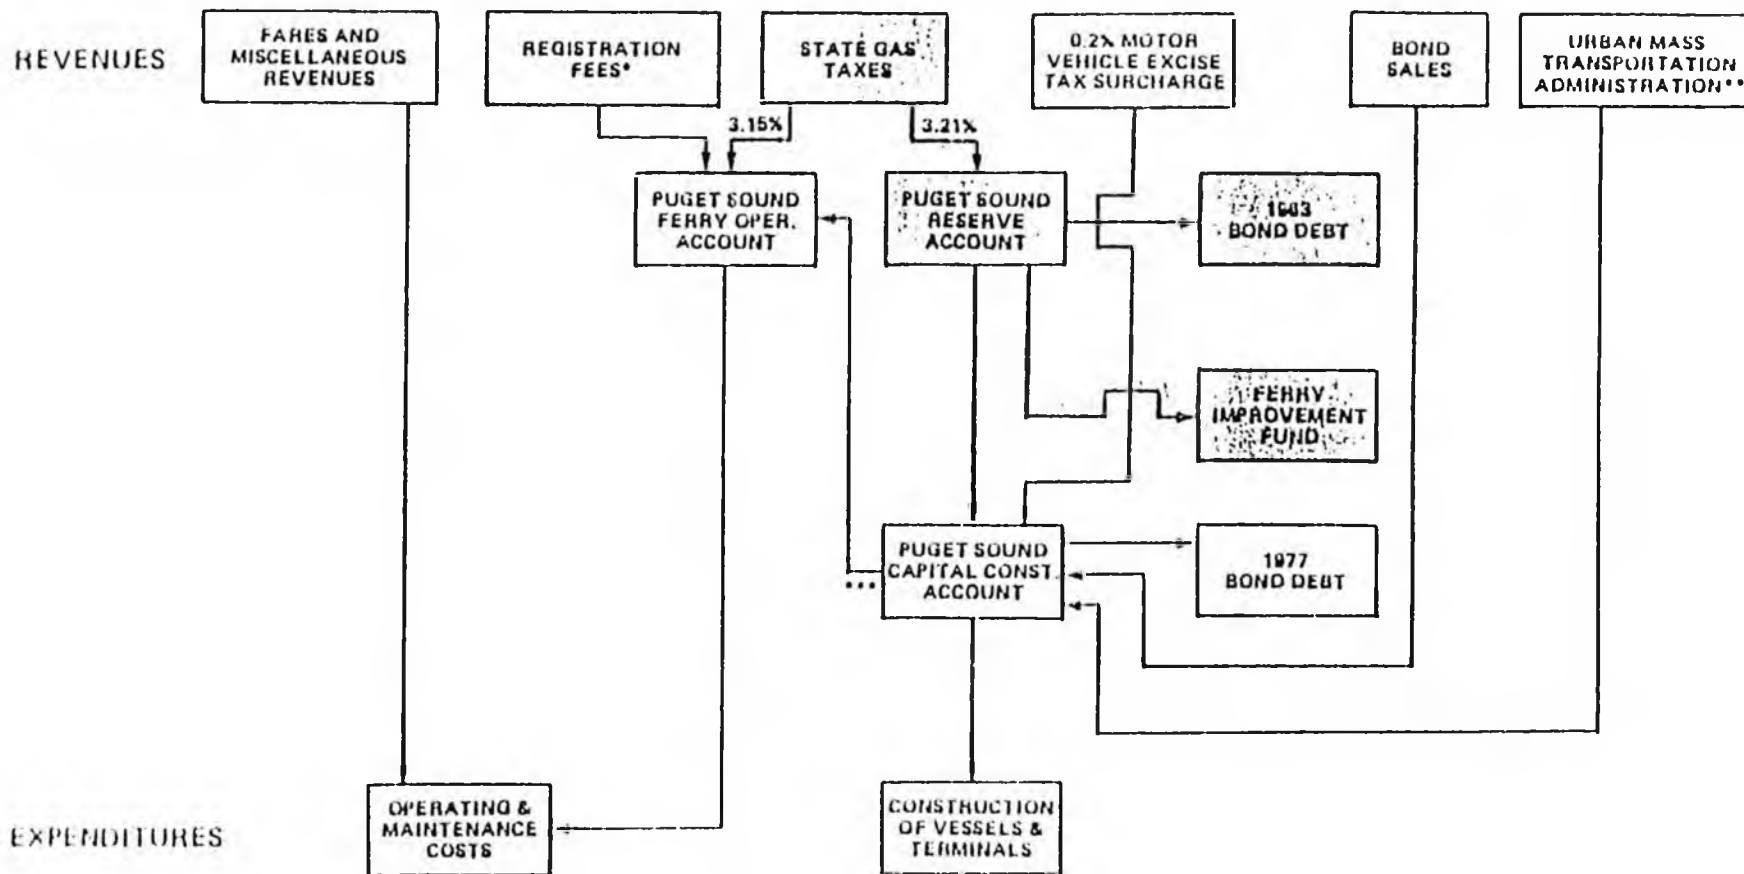 REVENUES
FARES AND
MISCELLANEOUS
REVENUES
REGISTRATION
FEES*
STATE GAS
TAXES
0.2% MOTOR
VEHICLE EXCISE
TAX SURCHARGE
BOND
SALES
URBAN MASS
TRANSPORTATION
ADMINISTRATION**
3.15%
3.21%
PUGET SOUND
FERRY OPER.
ACCOUNT
PUGET SOUND
RESERVE
ACCOUNT
1963
BOND DEBT
FERRY
IMPROVEMENT
FUND
PUGET SOUND
CAPITAL CONST.
ACCOUNT
***
1977
BOND DEBT
EXPENDITURES
OPERATING &
MAINTENANCE
COSTS
CONSTRUCTION
OF VESSELS &
TERMINALS